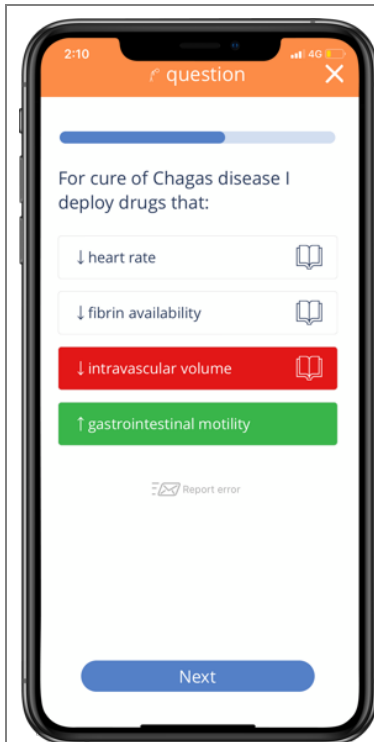 2:10
4G
question
For cure of Chagas disease I
deploy drugs that:
↓ heart rate
↓ fibrin availability
↓ intravascular volume
↑ gastrointestinal motility
Report error
Next